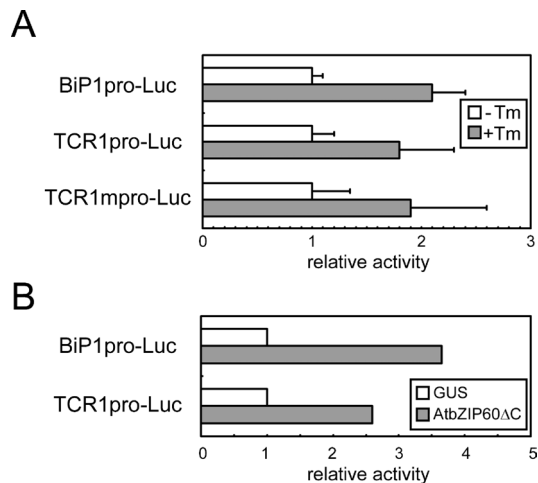 A
BiP1pro-Luc
TCR1pro-Luc
TCR1mpro-Luc
- Tm
+Tm
0 1 2 3
relative activity
B
BiP1pro-Luc
TCR1pro-Luc
GUS
AtbZIP60ΔC
0 1 2 3 4 5
relative activity